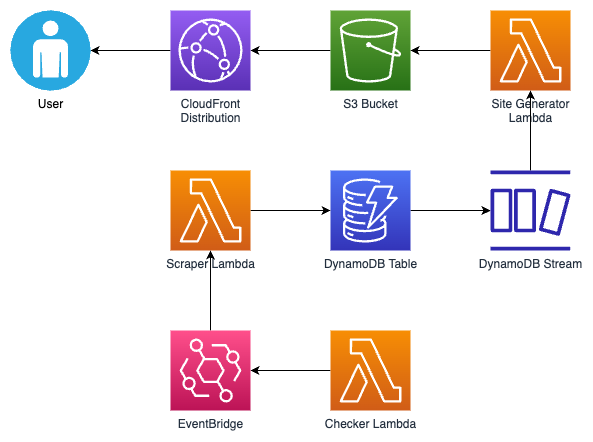 User
CloudFront
Distribution
S3 Bucket
Site Generator
Lambda
Scraper Lambda
DynamoDB Table
DynamoDB Stream
EventBridge
Checker Lambda